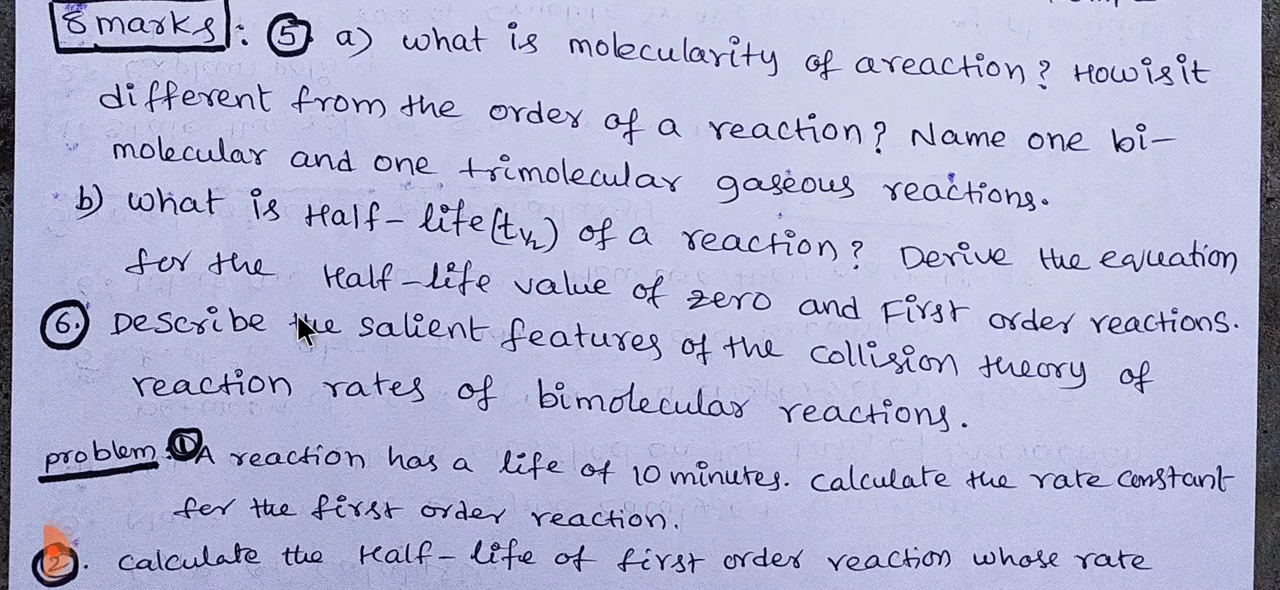 8 marks : 5 a) what is molecularity of a reaction? How is it
different from the order of a reaction? Name one bi-
molecular and one trimolecular gaseous reactions.
b) what is Half-life(t½) of a reaction? Derive the equation
for the Half-life value of zero and First order reactions.
6. Describe the salient features of the collision theory of
reaction rates of bimolecular reactions.
problem: 1 A reaction has a life of 10 minutes. calculate the rate constant
for the first order reaction.
2. calculate the Half-life of first order reaction whose rate